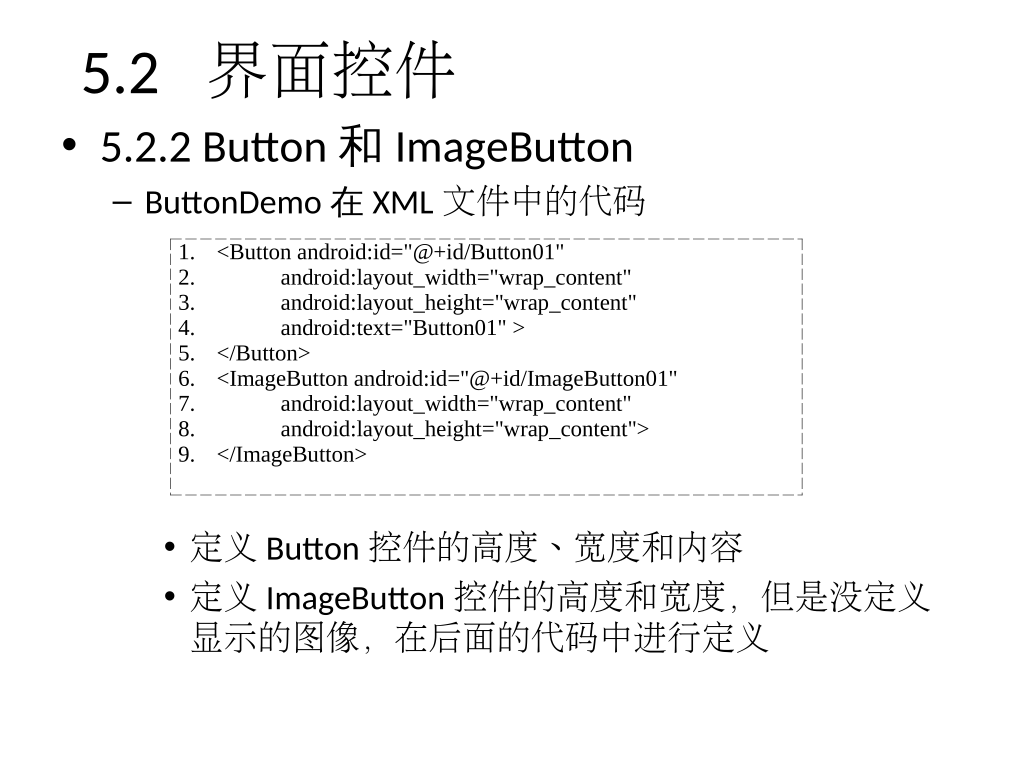 5.2 界面控件
• 5.2.2 Button 和 ImageButton
– ButtonDemo 在 XML 文件中的代码
1. <Button android:id="@+id/Button01"
2. android:layout_width="wrap_content"
3. android:layout_height="wrap_content"
4. android:text="Button01" >
5. </Button>
6. <ImageButton android:id="@+id/ImageButton01"
7. android:layout_width="wrap_content"
8. android:layout_height="wrap_content">
9. </ImageButton>
• 定义 Button 控件的高度、宽度和内容
• 定义 ImageButton 控件的高度和宽度，但是没定义
显示的图像，在后面的代码中进行定义